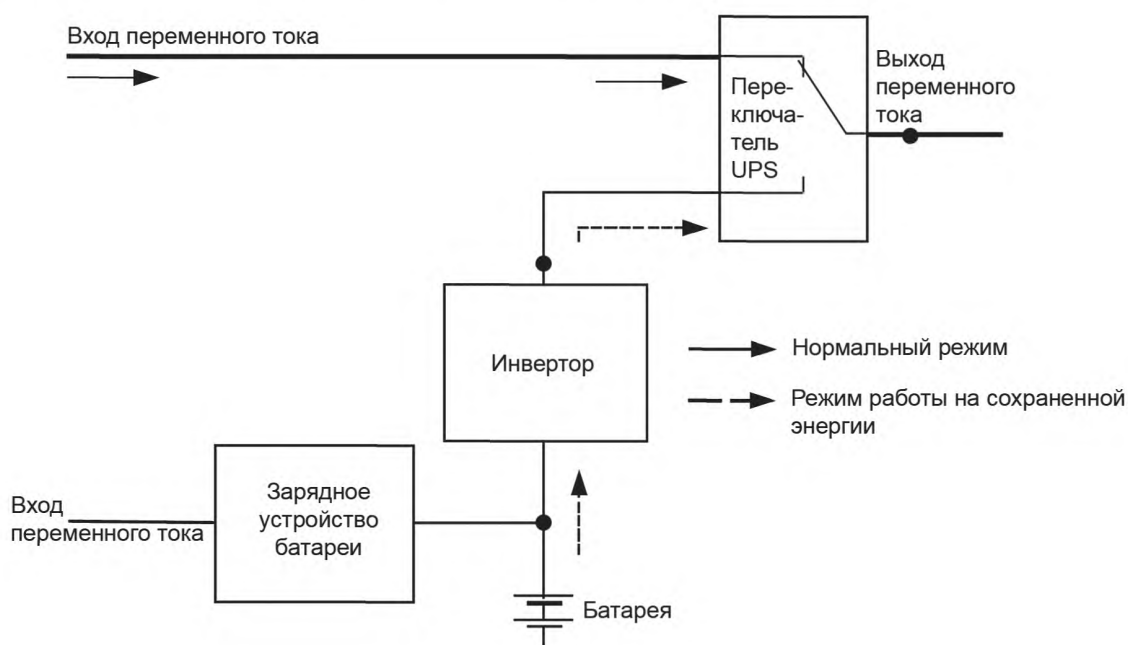 Вход переменного тока
Выход
переменного
тока
Пере-
ключа-
тель
UPS
Инвертор
Нормальный режим
Режим работы на сохраненной
энергии
Вход
переменного тока
Зарядное
устройство
батареи
Батарея